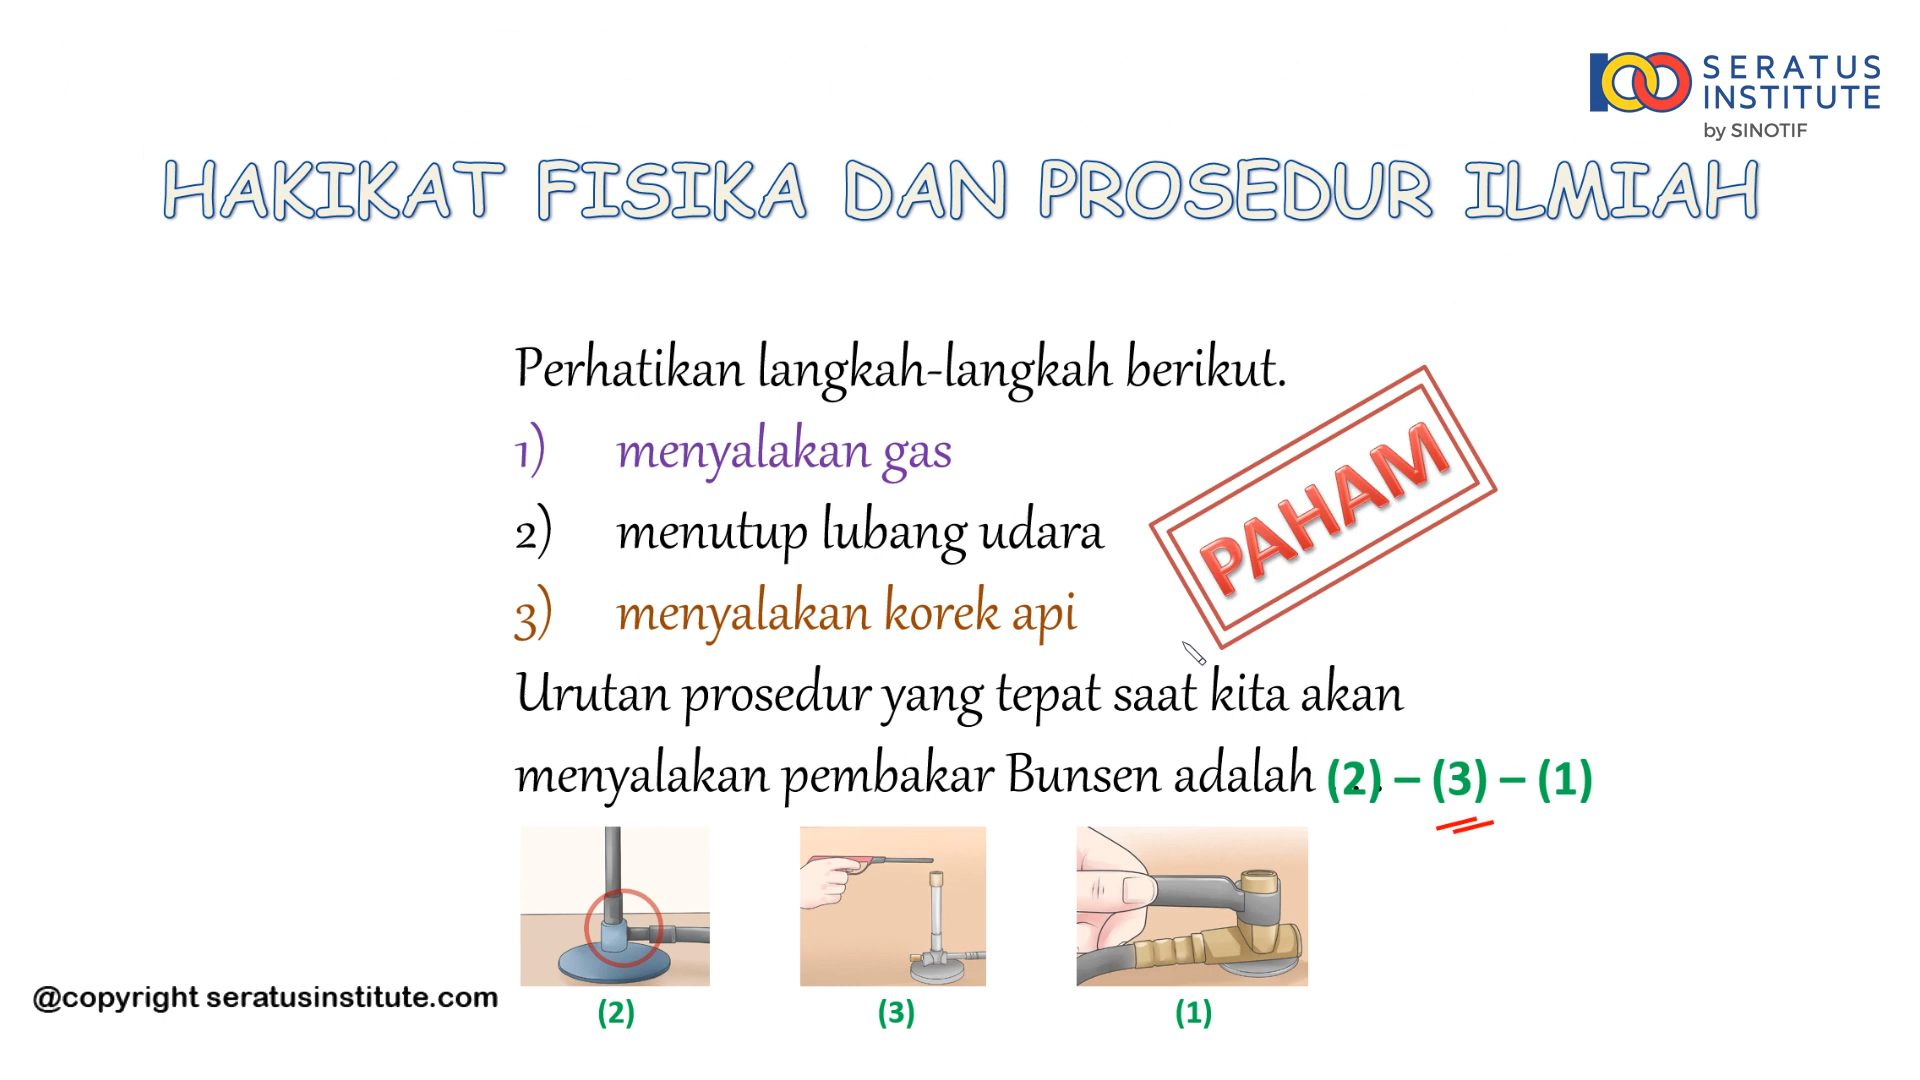 SERATUS
INSTITUTE
by SINOTIF
HAKIKAT FISIKA DAN PROSEDUR ILMIAH
Perhatikan langkah-langkah berikut.
1) menyalakan gas
2) menutup lubang udara
3) menyalakan korek api
PAHAM
Urutan prosedur yang tepat saat kita akan
menyalakan pembakar Bunsen adalah (2) – (3) – (1)
(2) (3) (1)
@copyright seratusinstitute.com